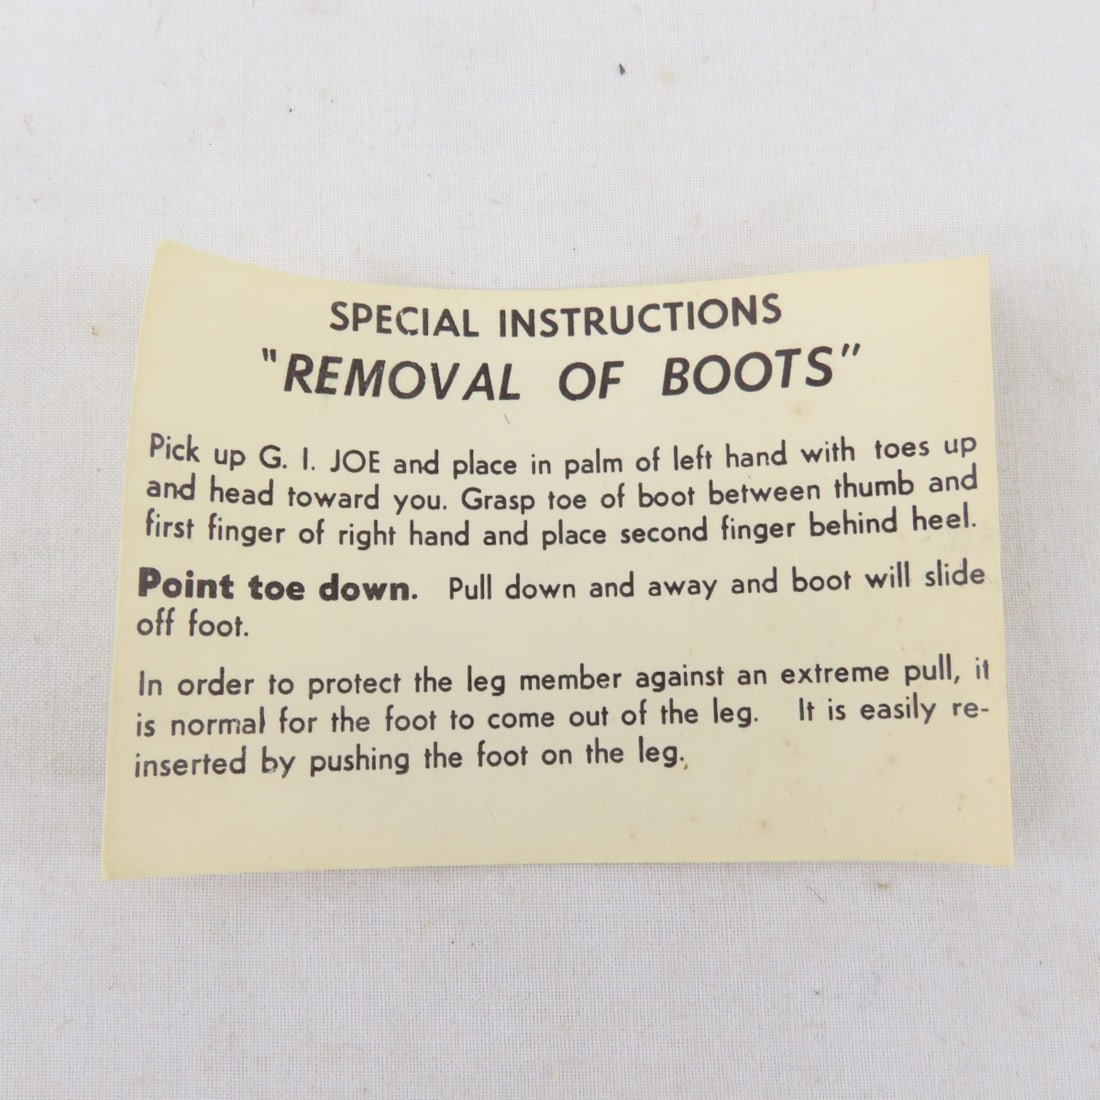 SPECIAL INSTRUCTIONS
"REMOVAL OF BOOTS"
Pick up G. I. JOE and place in palm of left hand with toes up
and head toward you. Grasp toe of boot between thumb and
first finger of right hand and place second finger behind heel.
Point toe down. Pull down and away and boot will slide
off foot.
In order to protect the leg member against an extreme pull, it
is normal for the foot to come out of the leg. It is easily re-
inserted by pushing the foot on the leg.